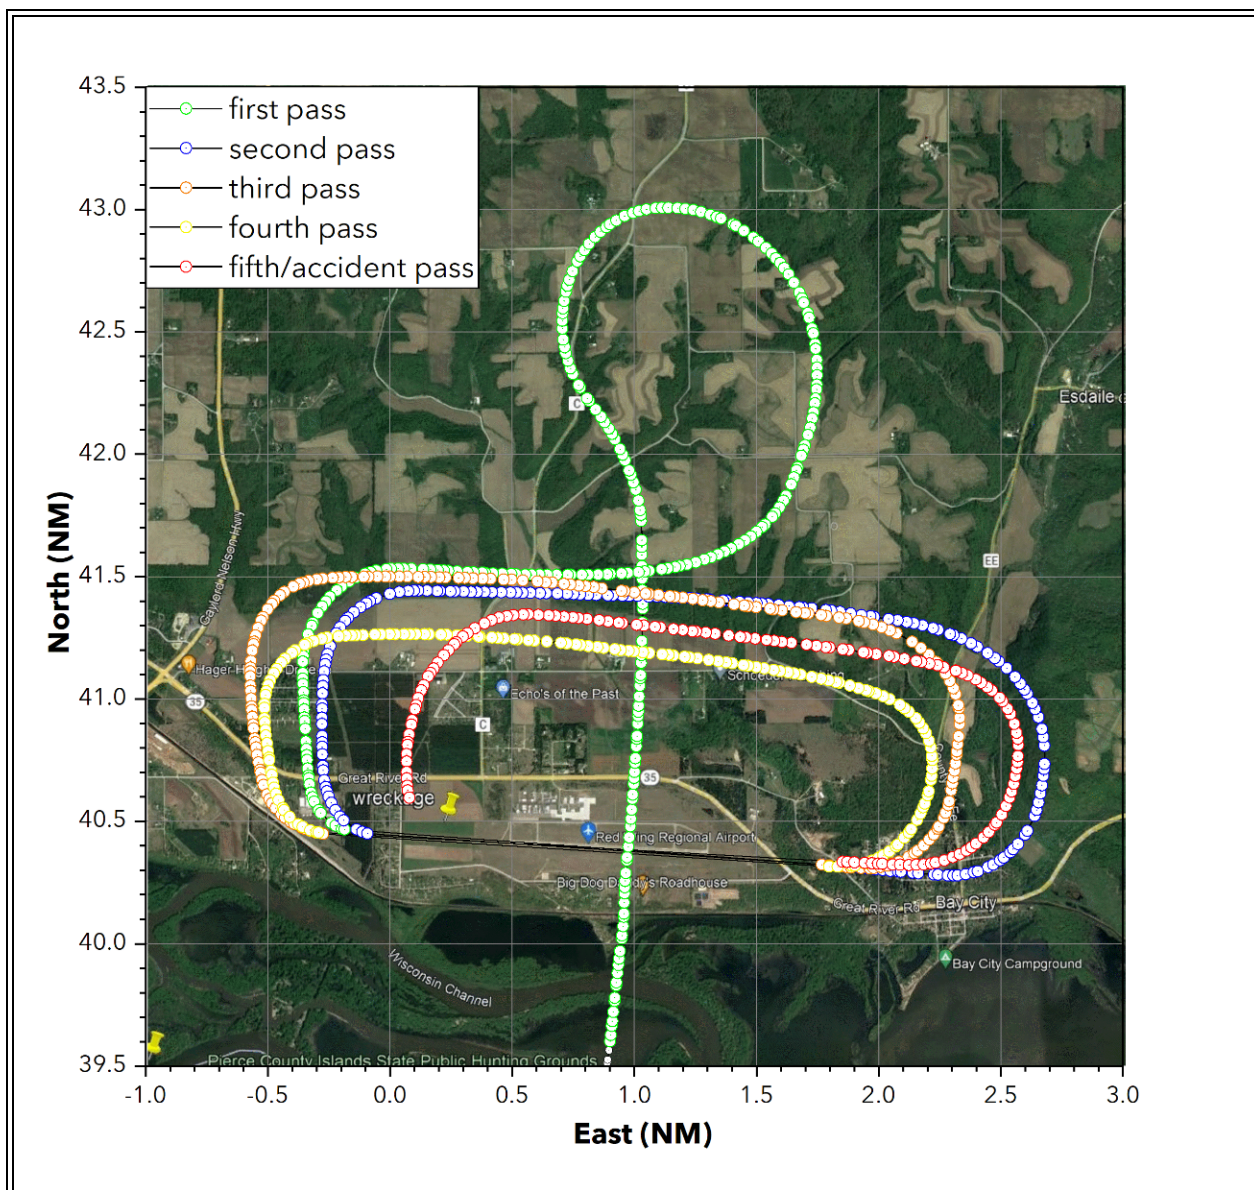 43.5
first pass
second pass
third pass
fourth pass
fifth/accident pass
43.0
42.5
C
Esdaile
42.0
Gaylord Nelson Hwy
EE
41.5
North (NM)
Hager Heights Drive
41.0
35
Echo's of the Past
C
Great River Rd
35
wreckage
40.5
Red Wing Regional Airport
Big Dog Daddy's Roadhouse
Great River Rd
Bay City
40.0
Wisconsin Channel
Bay City Campground
Pierce County Islands State Public Hunting Grounds
39.5
-1.0 -0.5 0.0 0.5 1.0 1.5 2.0 2.5 3.0
East (NM)